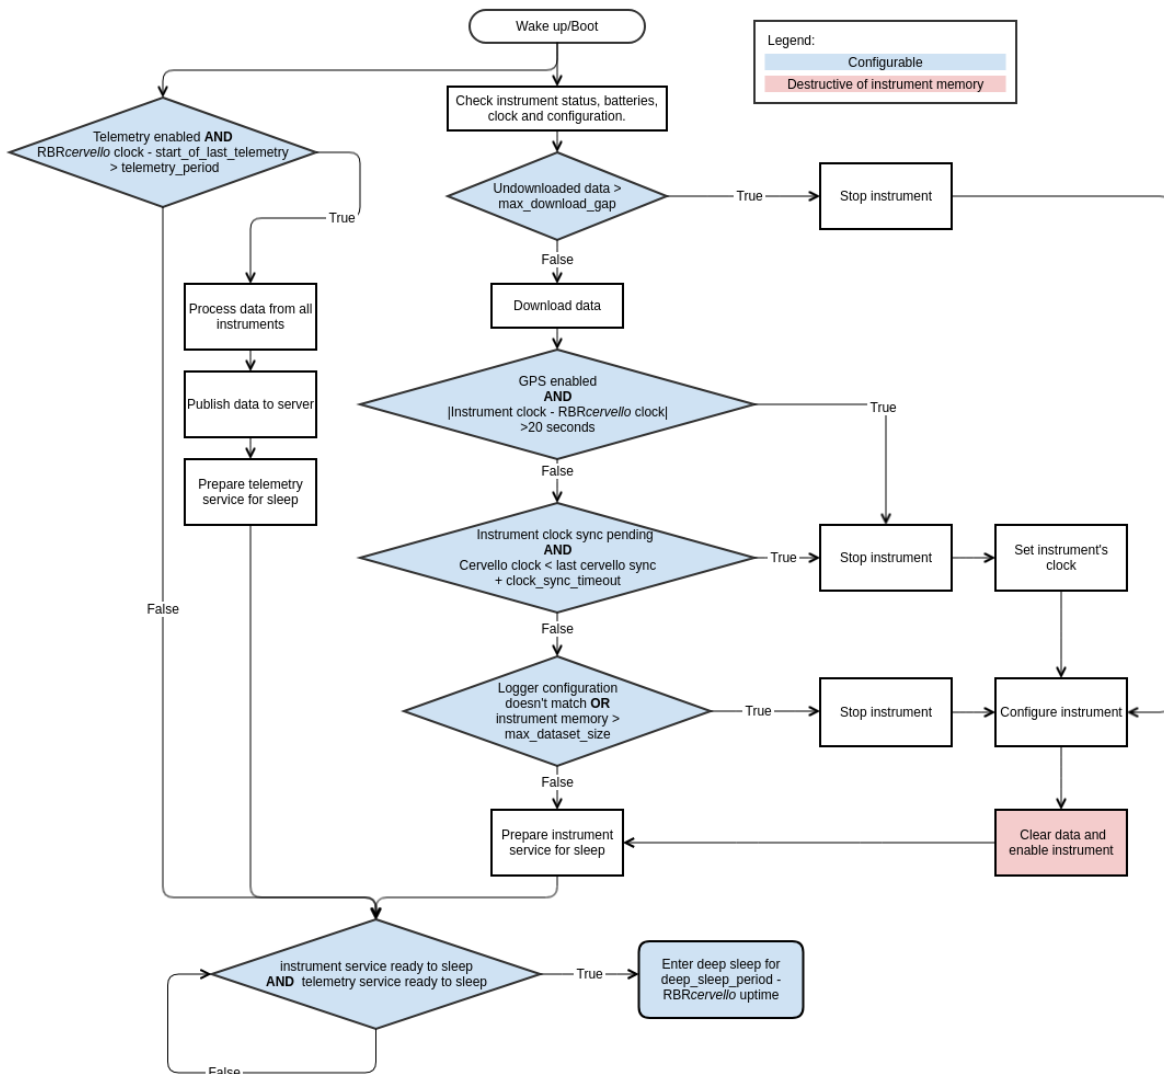 Wake up/Boot
Legend:
Configurable
Destructive of instrument memory
Check instrument status, batteries,
clock and configuration.
Telemetry enabled AND
RBRcervello clock - start_of_last_telemetry
> telemetry_period
True
Undownloaded data >
max_download_gap
True
Stop instrument
False
Process data from all
instruments
Download data
Publish data to server
GPS enabled
AND
|Instrument clock - RBRcervello clock|
>20 seconds
True
False
Prepare telemetry
service for sleep
Instrument clock sync pending
AND
Cervello clock < last cervello sync
+ clock_sync_timeout
True
Stop instrument
Set instrument's
clock
False
False
Logger configuration
doesn't match OR
instrument memory >
max_dataset_size
True
Stop instrument
Configure instrument
False
Prepare instrument
service for sleep
Clear data and
enable instrument
instrument service ready to sleep
AND telemetry service ready to sleep
True
Enter deep sleep for
deep_sleep_period -
RBRcervello uptime
False